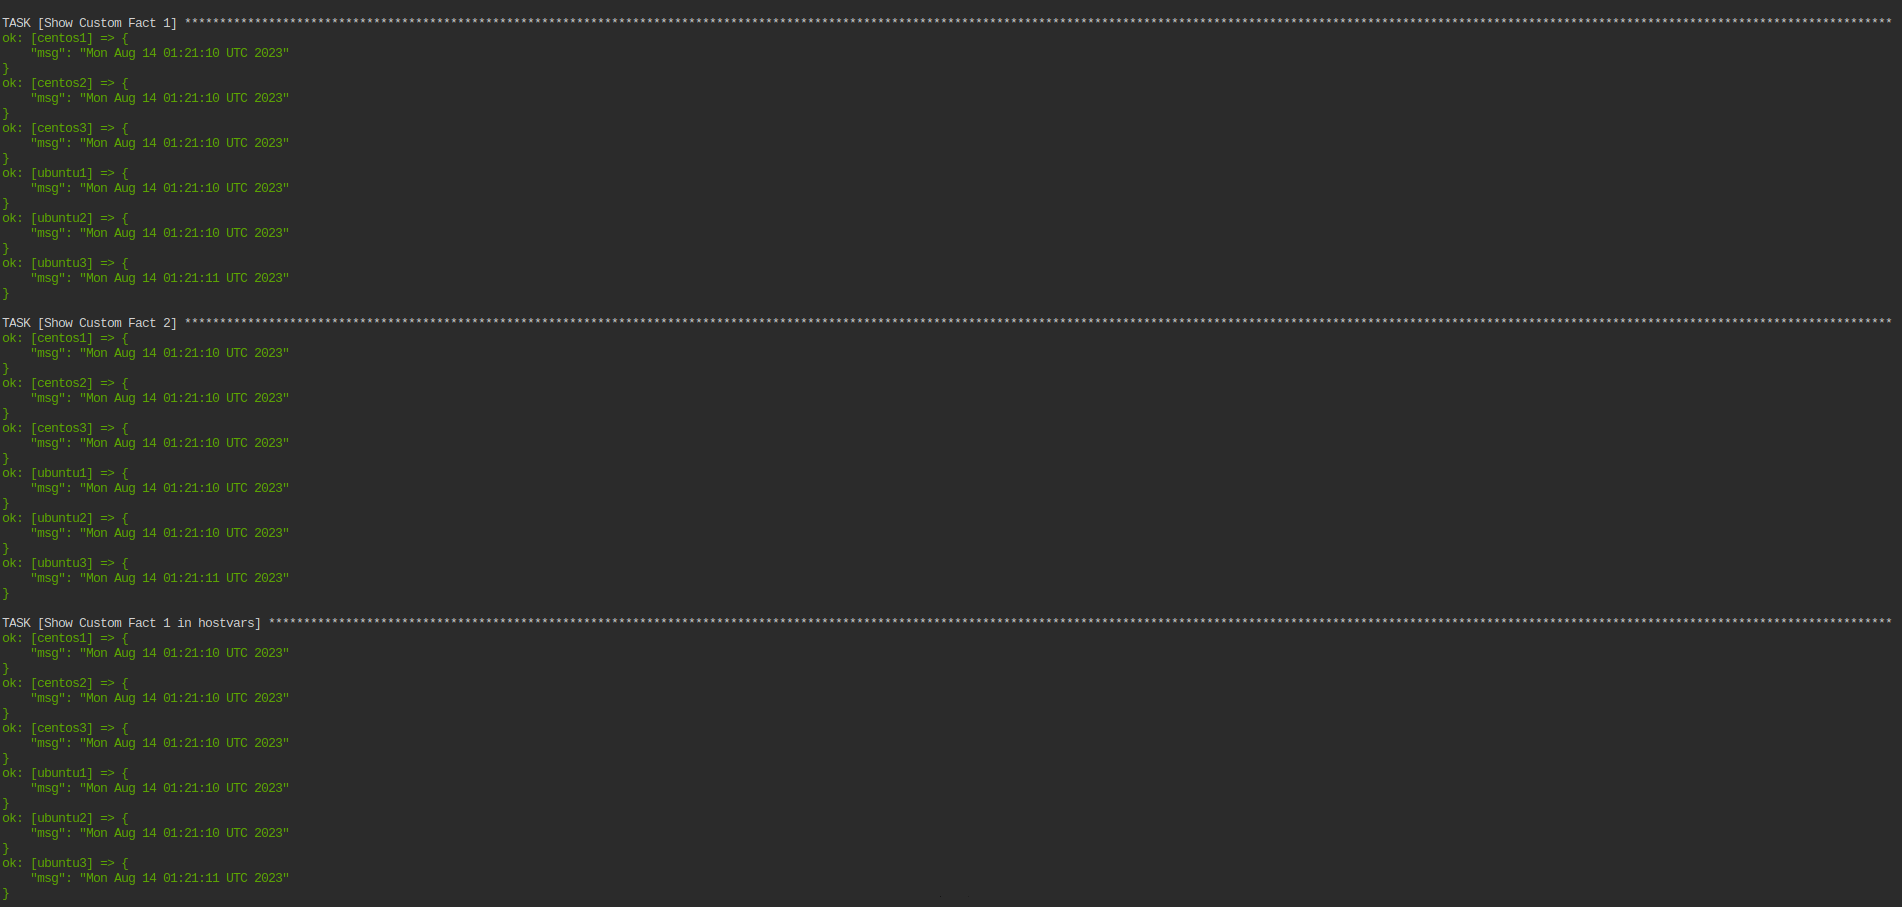 TASK [Show Custom Fact 1] ****************************************************************************************************************************************************************************************************************************************************
ok: [centos1] => {
    "msg": "Mon Aug 14 01:21:10 UTC 2023"
}
ok: [centos2] => {
    "msg": "Mon Aug 14 01:21:10 UTC 2023"
}
ok: [centos3] => {
    "msg": "Mon Aug 14 01:21:10 UTC 2023"
}
ok: [ubuntu1] => {
    "msg": "Mon Aug 14 01:21:10 UTC 2023"
}
ok: [ubuntu2] => {
    "msg": "Mon Aug 14 01:21:10 UTC 2023"
}
ok: [ubuntu3] => {
    "msg": "Mon Aug 14 01:21:11 UTC 2023"
}
TASK [Show Custom Fact 2] ****************************************************************************************************************************************************************************************************************************************************
ok: [centos1] => {
    "msg": "Mon Aug 14 01:21:10 UTC 2023"
}
ok: [centos2] => {
    "msg": "Mon Aug 14 01:21:10 UTC 2023"
}
ok: [centos3] => {
    "msg": "Mon Aug 14 01:21:10 UTC 2023"
}
ok: [ubuntu1] => {
    "msg": "Mon Aug 14 01:21:10 UTC 2023"
}
ok: [ubuntu2] => {
    "msg": "Mon Aug 14 01:21:10 UTC 2023"
}
ok: [ubuntu3] => {
    "msg": "Mon Aug 14 01:21:11 UTC 2023"
}
TASK [Show Custom Fact 1 in hostvars] ****************************************************************************************************************************************************************************************************************************************
ok: [centos1] => {
    "msg": "Mon Aug 14 01:21:10 UTC 2023"
}
ok: [centos2] => {
    "msg": "Mon Aug 14 01:21:10 UTC 2023"
}
ok: [centos3] => {
    "msg": "Mon Aug 14 01:21:10 UTC 2023"
}
ok: [ubuntu1] => {
    "msg": "Mon Aug 14 01:21:10 UTC 2023"
}
ok: [ubuntu2] => {
    "msg": "Mon Aug 14 01:21:10 UTC 2023"
}
ok: [ubuntu3] => {
    "msg": "Mon Aug 14 01:21:11 UTC 2023"
}